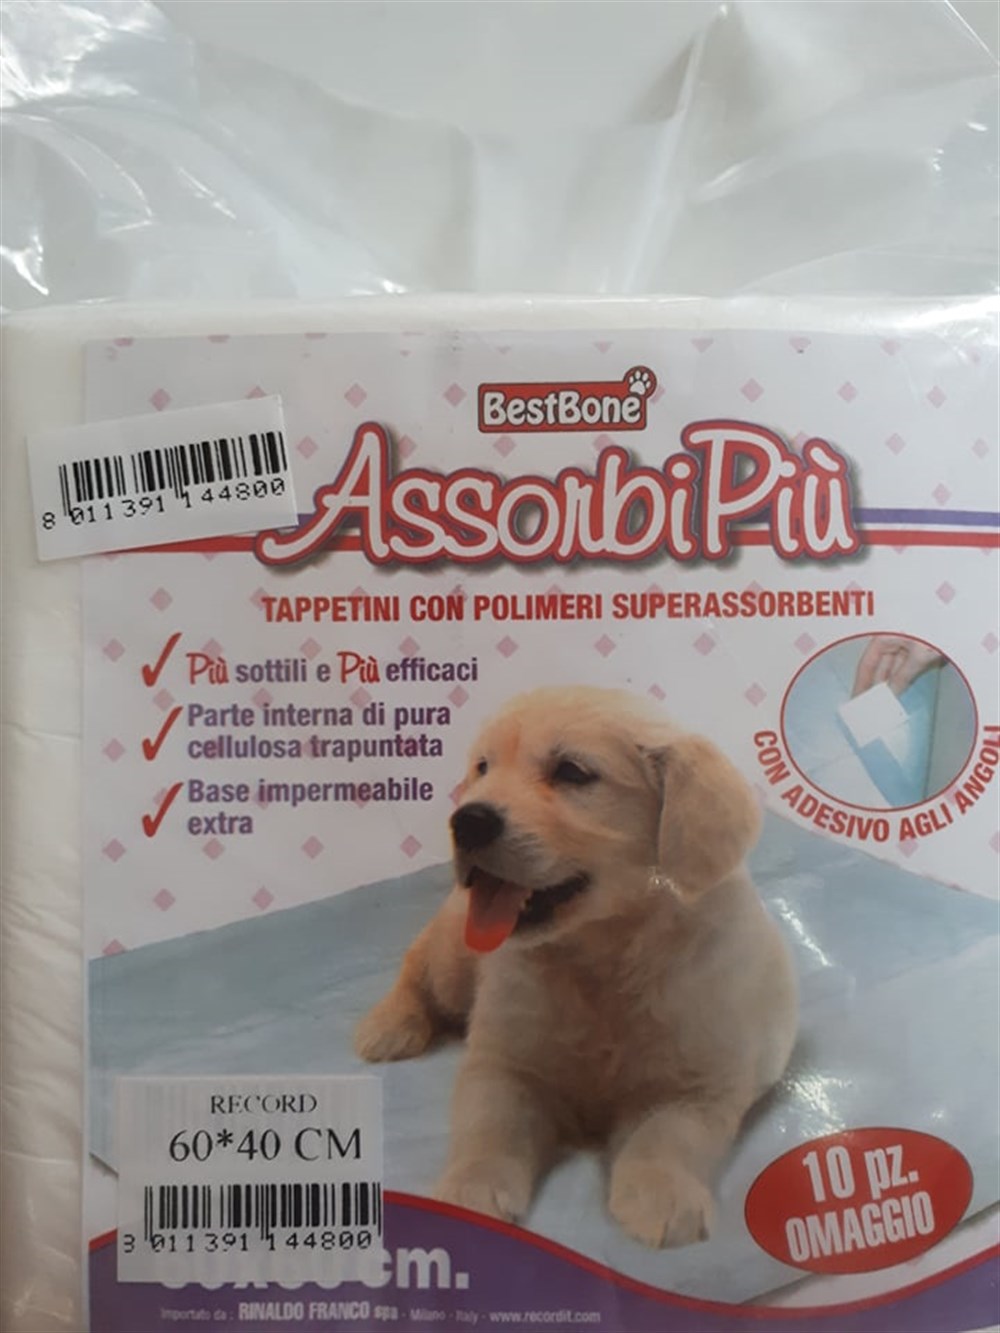 BestBone
AssorbiPiù
8 011391 144800
TAPPETINI CON POLIMERI SUPERASSORBENTI
Più sottili e Più efficaci
Parte interna di pura
cellulosa trapuntata
Base impermeabile
extra
CON ADESIVO AGLI ANGOLI
RECORD
60*40 CM
3 011391 144800
cm.
10 pz.
OMAGGIO
Importato da : RINALDO FRANCO spa - Milano - Italy - www.recordit.com